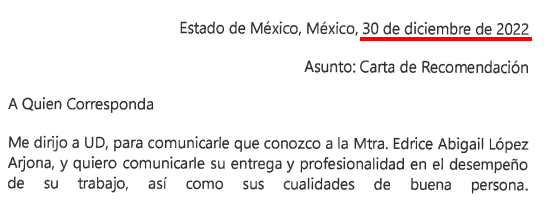 Estado de México, México, 30 de diciembre de 2022
Asunto: Carta de Recomendación
A Quien Corresponda
Me dirijo a UD, para comunicarle que conozco a la Mtra. Edrice Abigail López
Arjona, y quiero comunicarle su entrega y profesionalidad en el desempeño
de su trabajo, así como sus cualidades de buena persona.